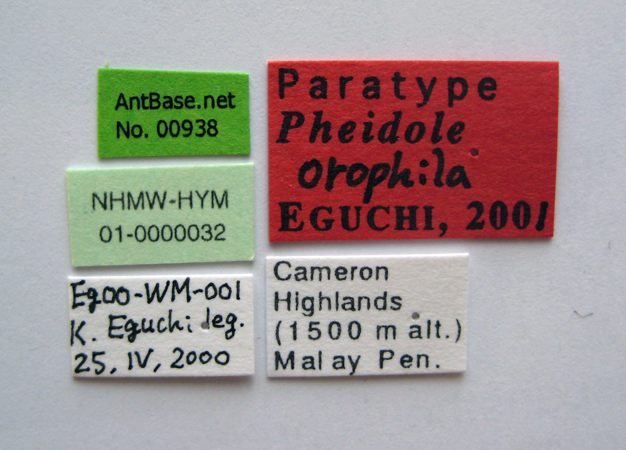 AntBase.net
No. 00938
NHMW-HYM
01-0000032
Eg00-WM-001
K. Eguchi leg.
25, IV, 2000
Paratype
Pheidole
orophila
EGUCHI, 2001
Cameron
Highlands
(1500 m alt.)
Malay Pen.